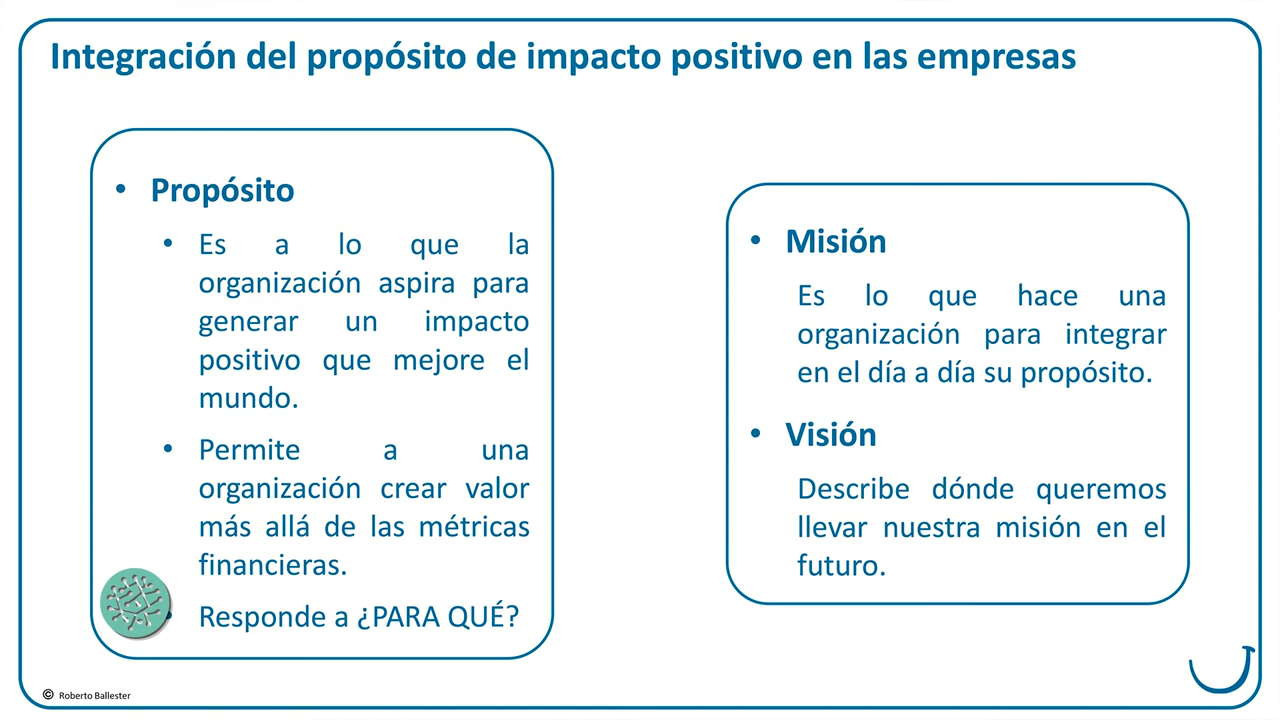 Integración del propósito de impacto positivo en las empresas
• Propósito
• Es a lo que la
organización aspira para
generar un impacto
positivo que mejore el
mundo.
• Permite a una
organización crear valor
más allá de las métricas
financieras.
Responde a ¿PARA QUÉ?
• Misión
Es lo que hace una
organización para integrar
en el día a día su propósito.
• Visión
Describe dónde queremos
llevar nuestra misión en el
futuro.
© Roberto Ballester